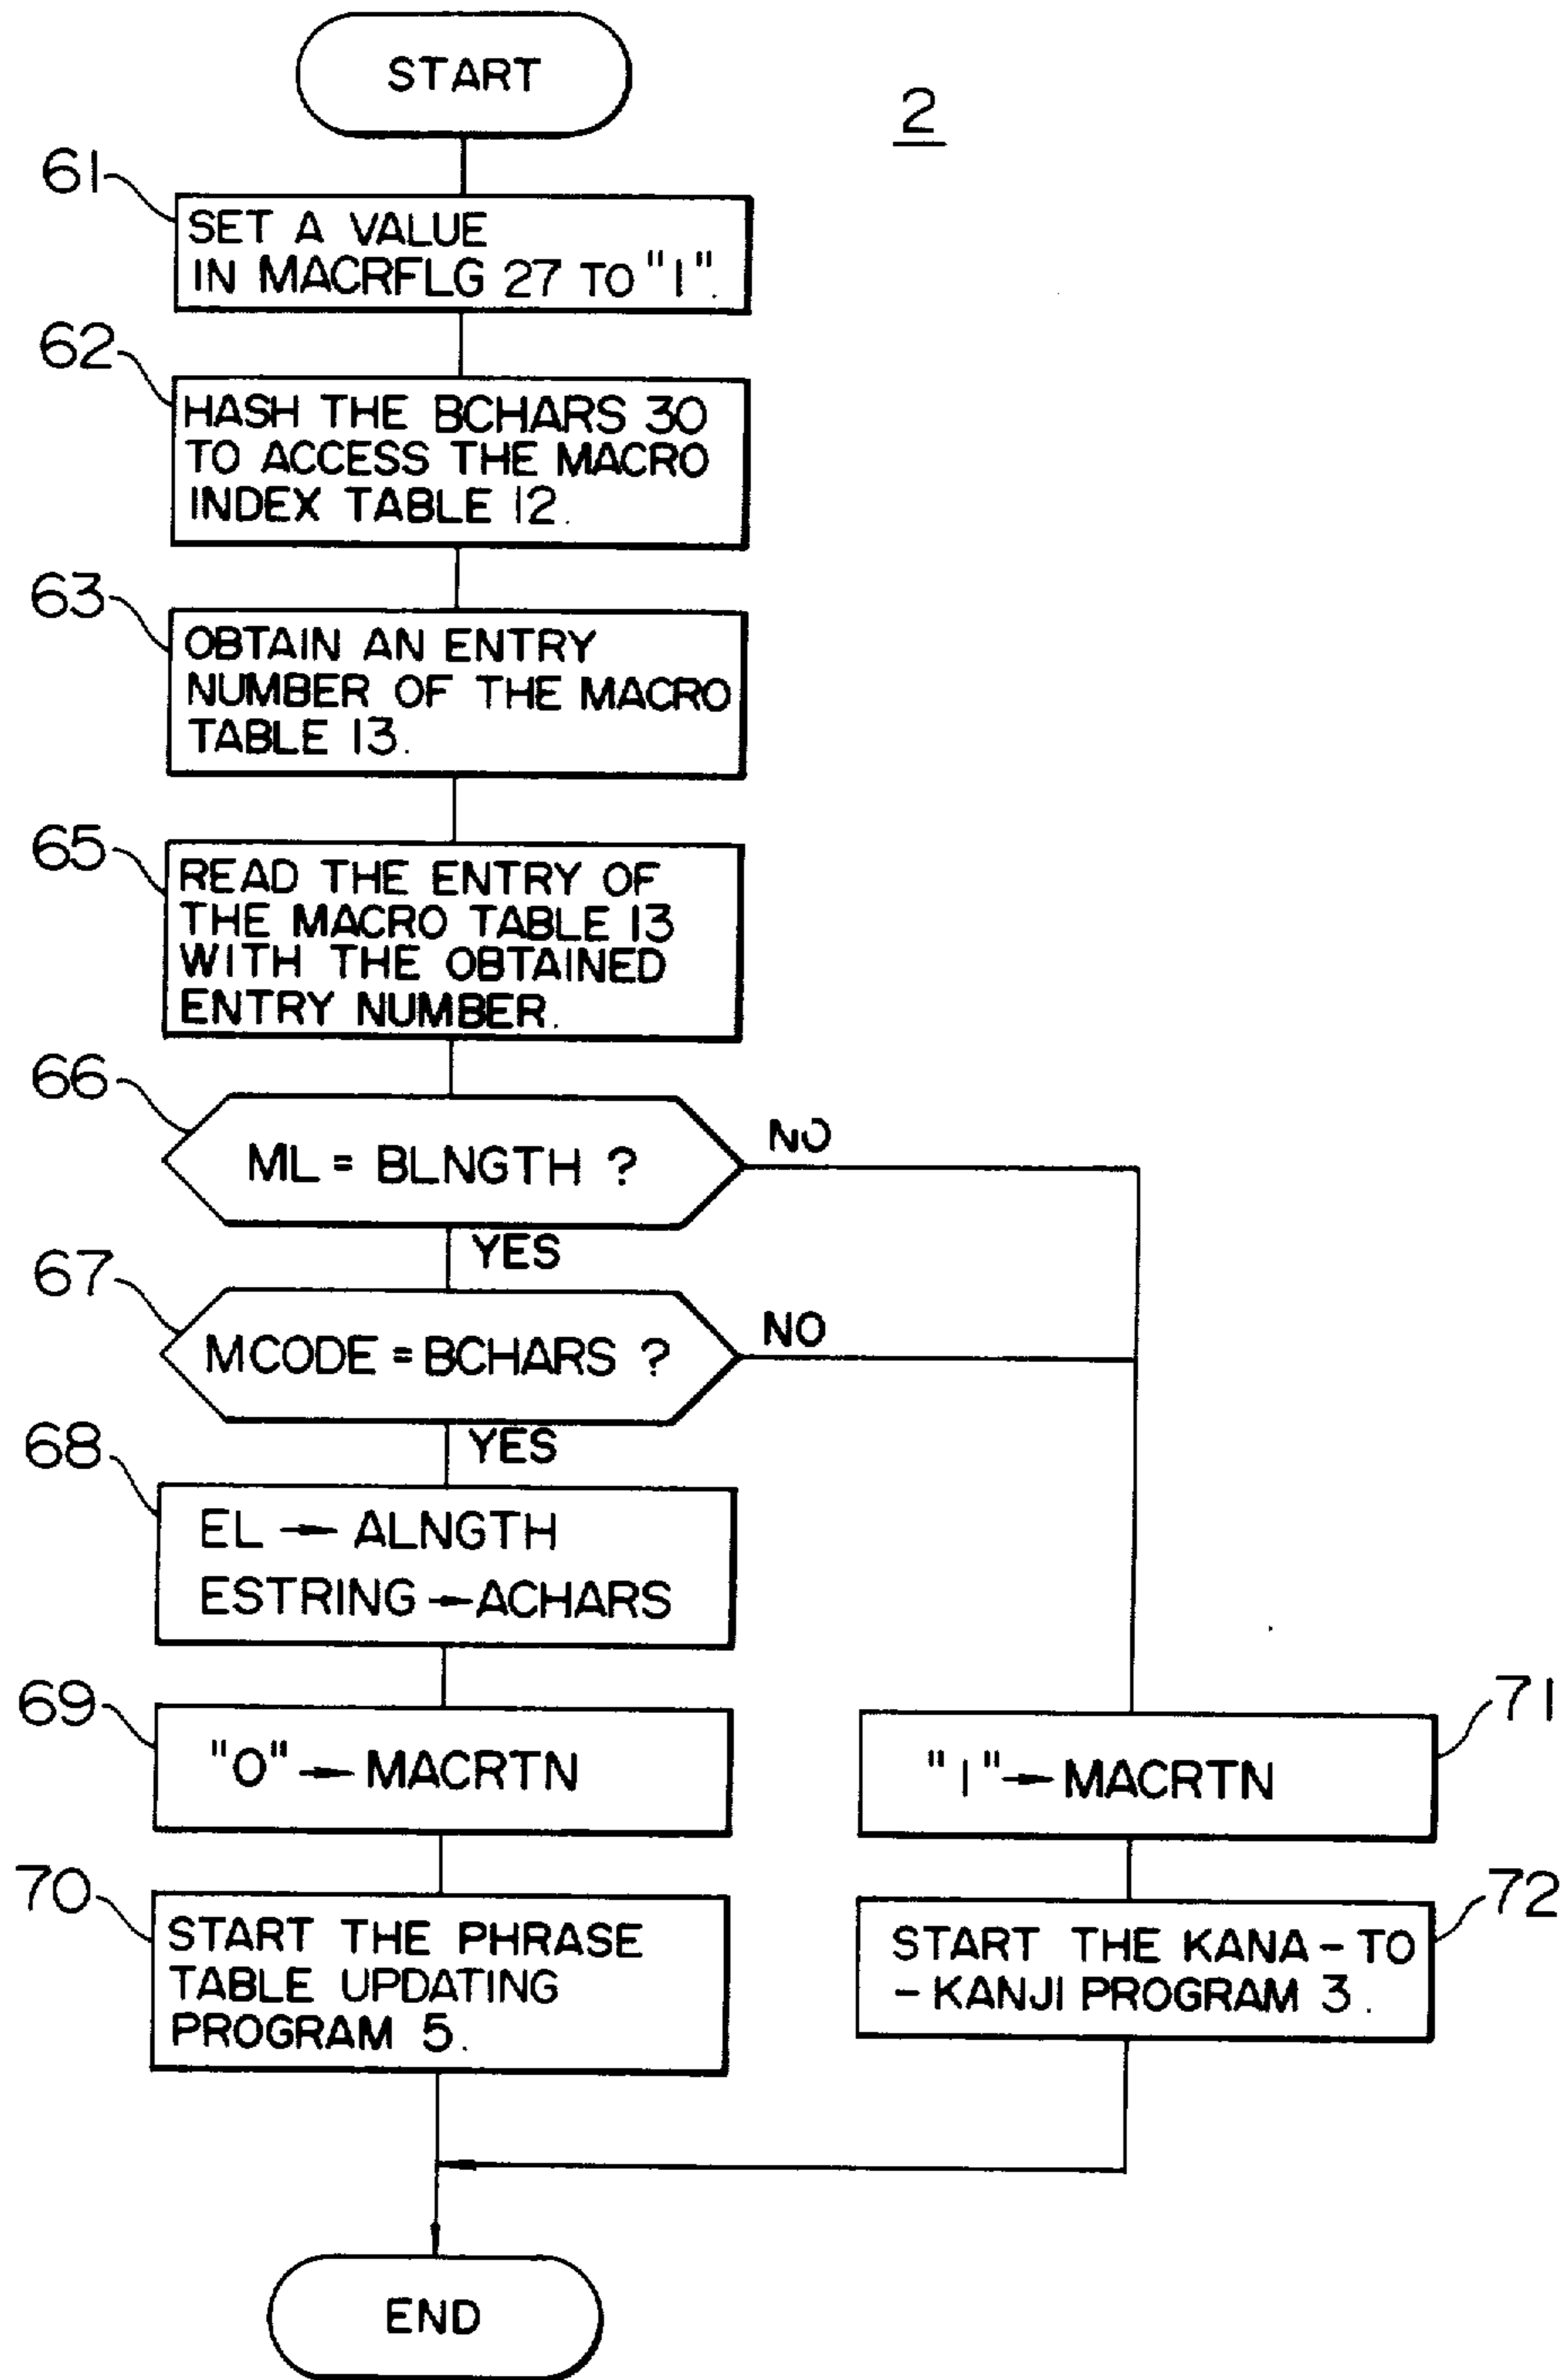 START
2
61
SET A VALUE
IN MACRFLG 27 TO "1".
62
HASH THE BCHARS 30
TO ACCESS THE MACRO
INDEX TABLE 12.
63
OBTAIN AN ENTRY
NUMBER OF THE MACRO
TABLE 13.
65
READ THE ENTRY OF
THE MACRO TABLE 13
WITH THE OBTAINED
ENTRY NUMBER.
66
ML = BLNGTH ?
NO
YES
67
MCODE = BCHARS ?
NO
YES
68
EL → ALNGTH
ESTRING → ACHARS
69
"0" → MACRTN
71
"1" → MACRTN
70
START THE PHRASE
TABLE UPDATING
PROGRAM 5.
72
START THE KANA - TO
- KANJI PROGRAM 3.
END